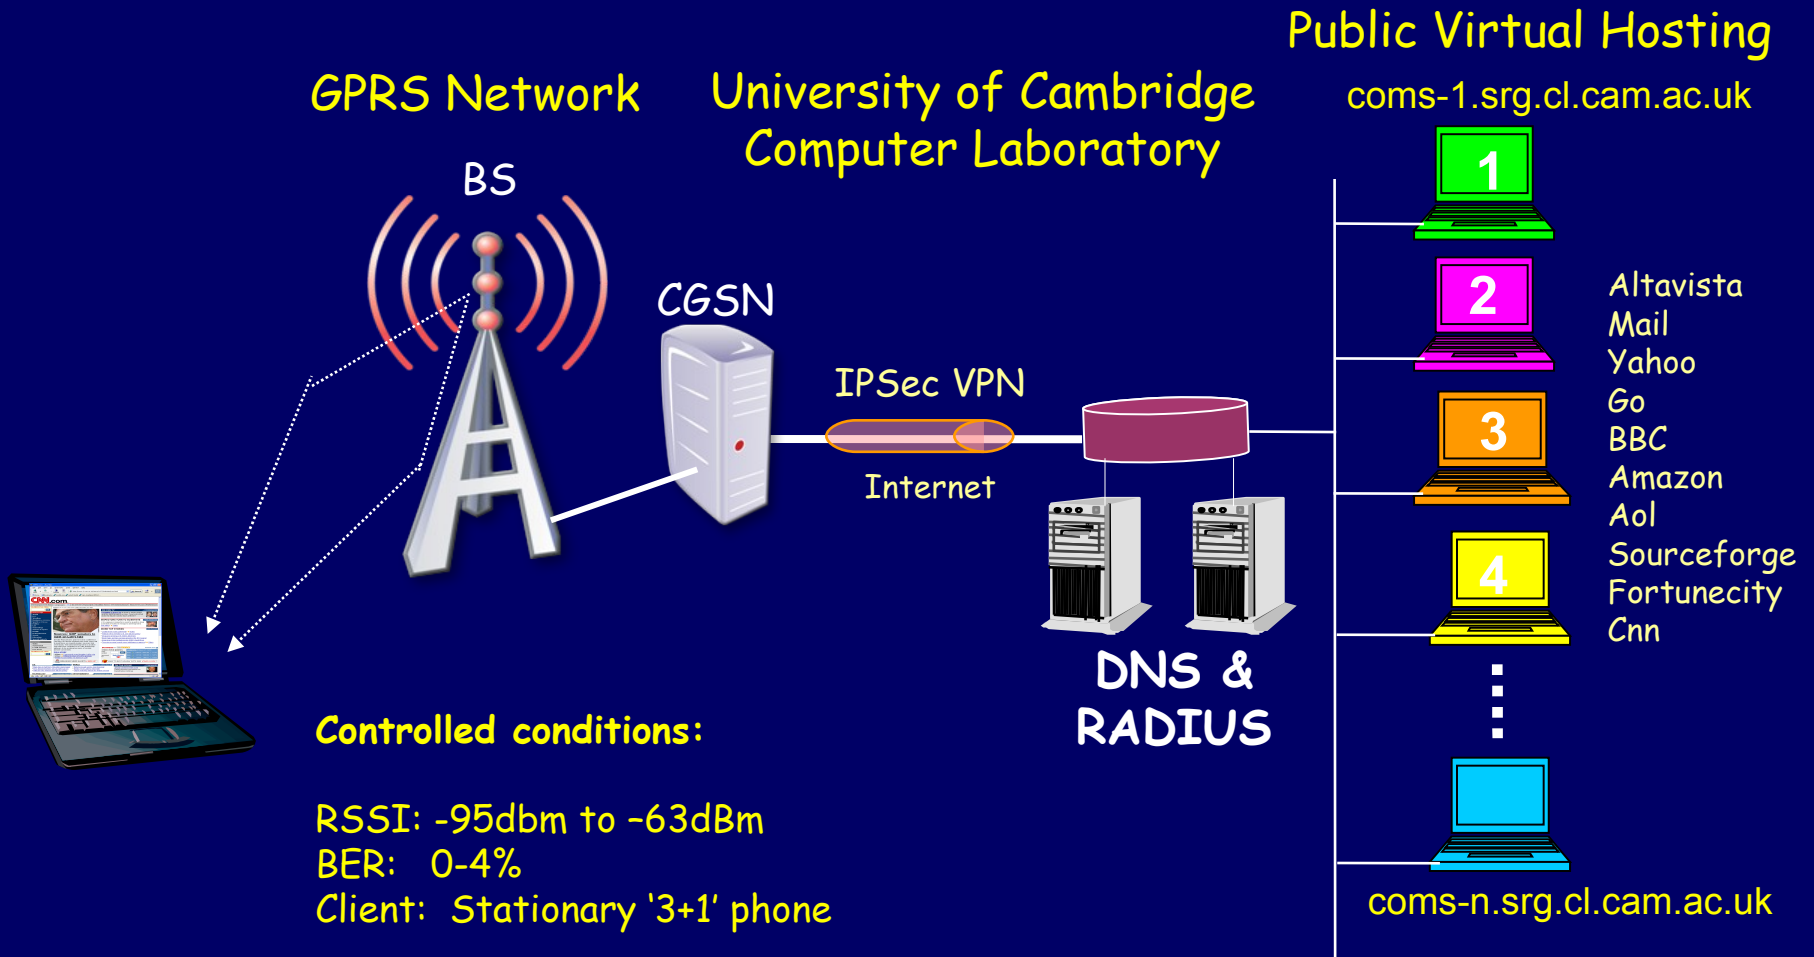 Public Virtual Hosting
GPRS Network
University of Cambridge
Computer Laboratory
coms-1.srg.cl.cam.ac.uk
BS
1
CGSN
2
Altavista
Mail
Yahoo
Go
BBC
Amazon
Aol
Sourceforge
Fortunecity
Cnn
IPSec VPN
3
Internet
4
CNN.com
DNS &
RADIUS
Controlled conditions:
RSSI: -95dbm to -63dBm
BER: 0-4%
Client: Stationary ‘3+1’ phone
coms-n.srg.cl.cam.ac.uk